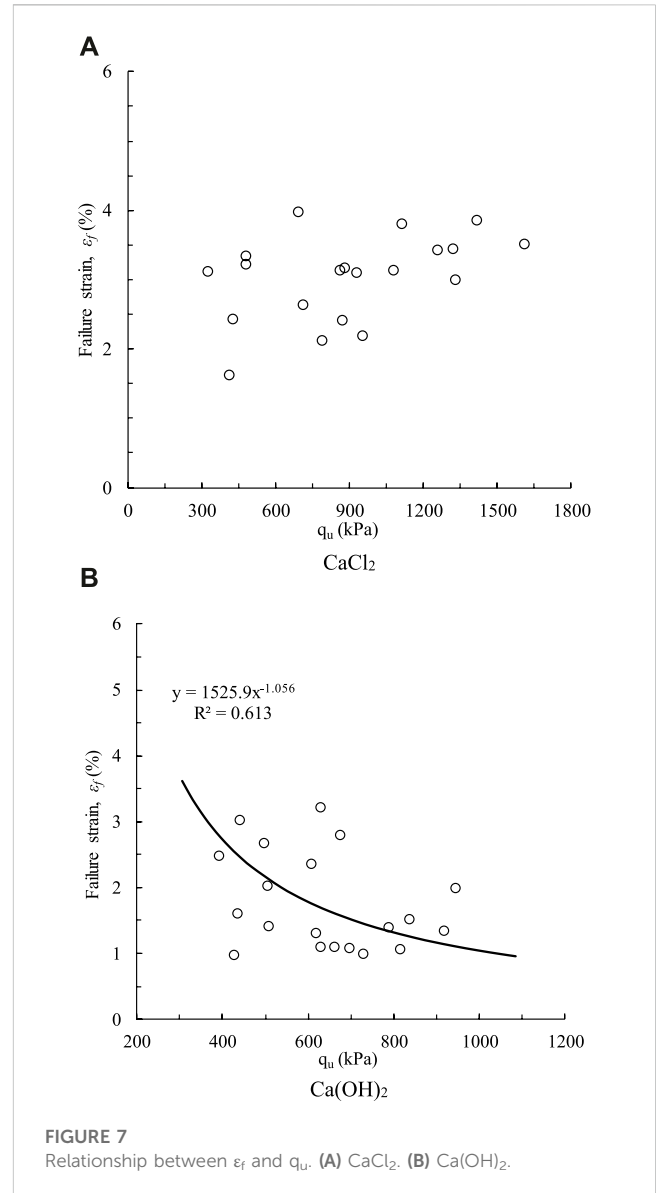 A
6
4
2
0
Failure strain, εf (%)
0 300 600 900 1200 1500 1800
qu (kPa)
CaCl2
B
6
5
4
3
2
1
0
Failure strain, εf (%)
y = 1525.9x-1.056
R² = 0.613
200 400 600 800 1000 1200
qu (kPa)
Ca(OH)2
FIGURE 7
Relationship between εf and qu. (A) CaCl2. (B) Ca(OH)2.